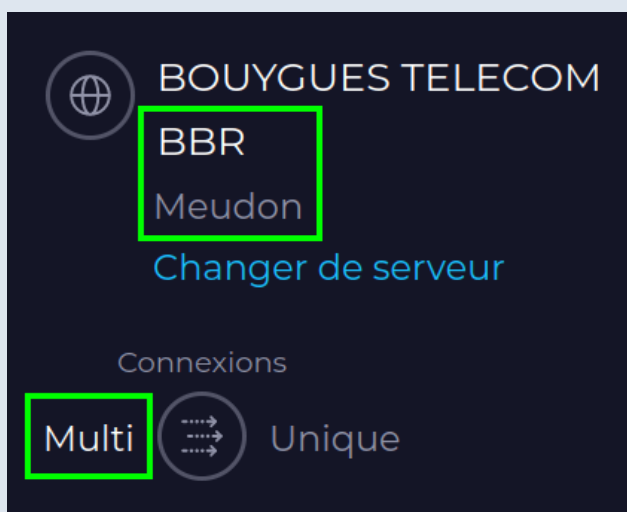 BOUYGUES TELECOM
BBR
Meudon
Changer de serveur
Connexions
Multi Unique